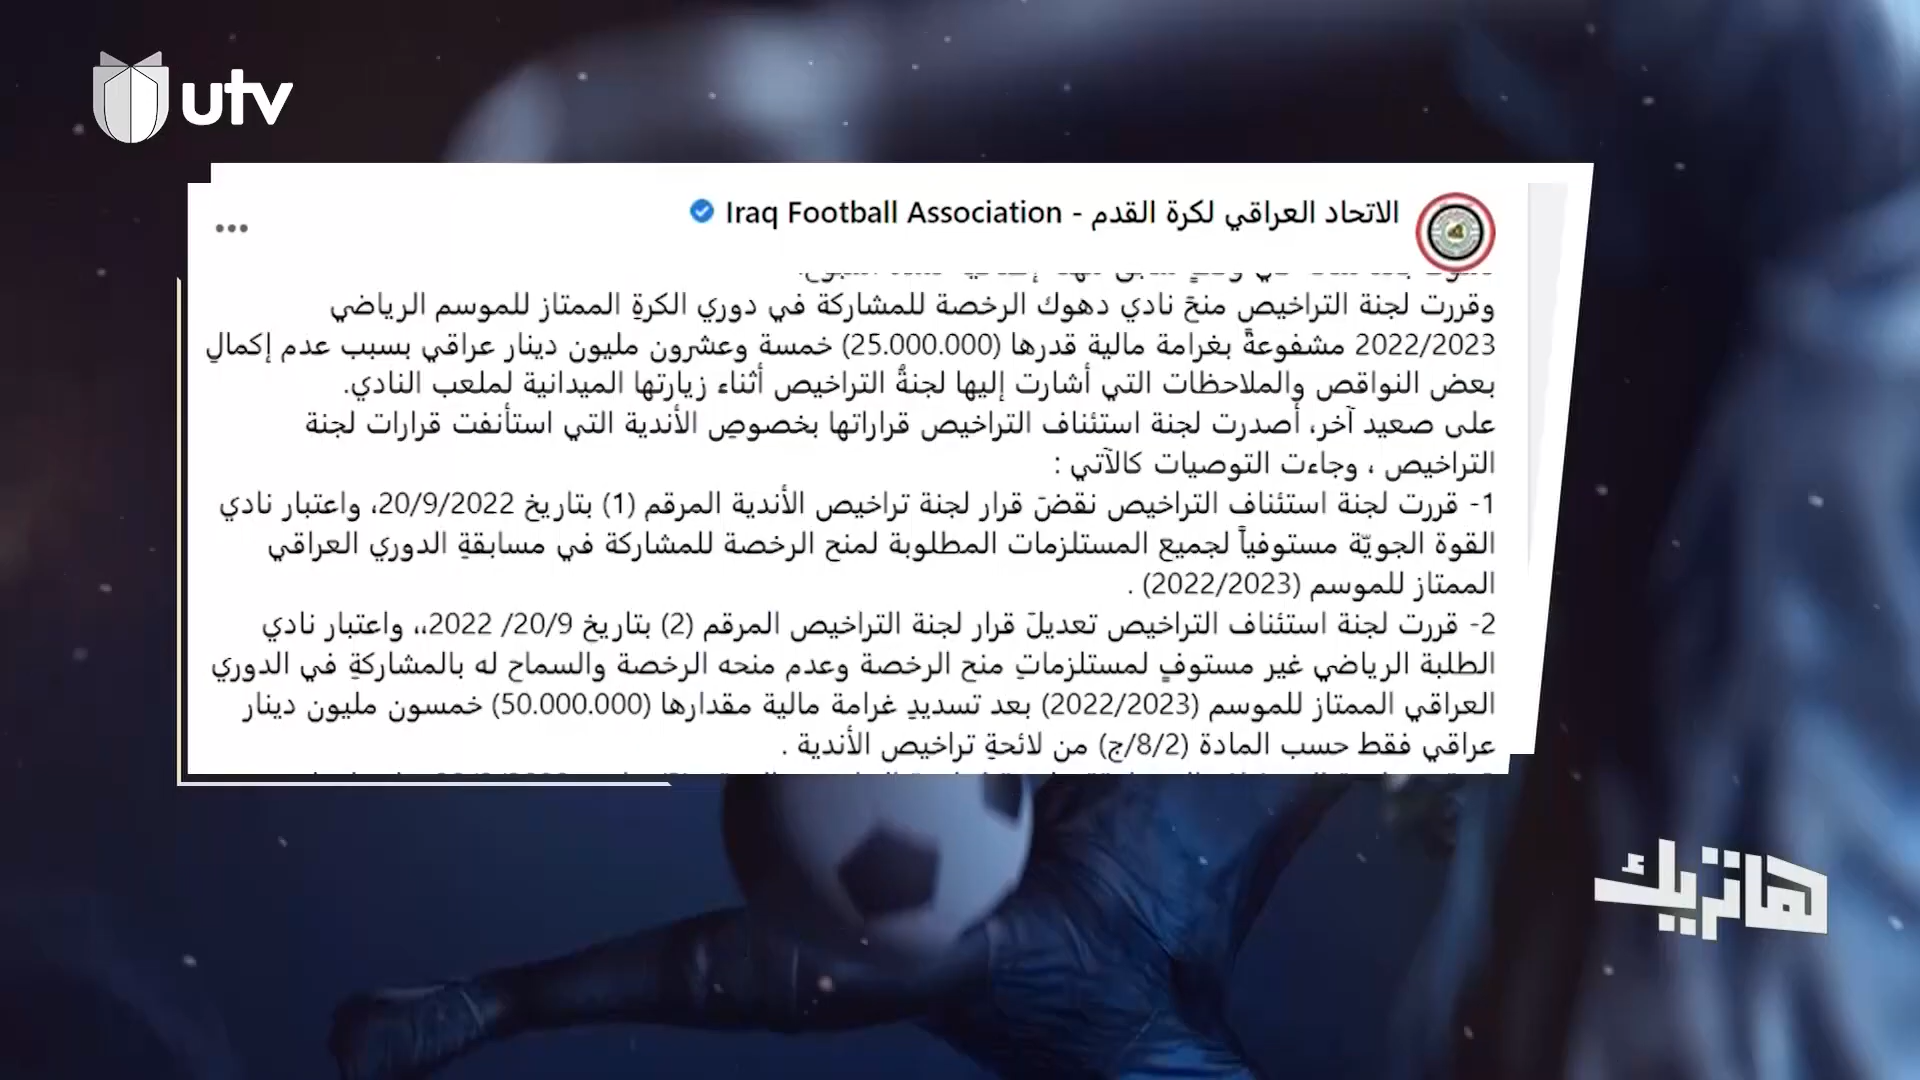 utv
الاتحاد العراقي لكرة القدم - Iraq Football Association
وقررت لجنة التراخيصِ منحَ نادي دهوك الرخصة للمشاركة في دوري الكرةِ الممتاز للموسم الرياضي
2022/2023 مشفوعةً بغرامة مالية قدرها (25.000.000) خمسة وعشرون مليون دينار عراقي بسبب عدم إكمالِ
بعض النواقص والملاحظات التي أشارت إليها لجنةُ التراخيص أثناء زيارتها الميدانية لملعب النادي.
على صعيد آخر، أصدرت لجنة استئناف التراخيص قراراتها بخصوصِ الأندية التي استأنفت قرارات لجنة
التراخيص ، وجاءت التوصيات كالآتي :
1- قررت لجنة استئناف التراخيص نقضَ قرار لجنة تراخيص الأندية المرقم (1) بتاريخ 20/9/2022، واعتبار نادي
القوة الجويّة مستوفياً لجميع المستلزمات المطلوبة لمنح الرخصة للمشاركة في مسابقةِ الدوري العراقي
الممتاز للموسم (2022/2023) .
2- قررت لجنة استئناف التراخيص تعديلَ قرار لجنة التراخيص المرقم (2) بتاريخ 20/9/ 2022،، واعتبار نادي
الطلبة الرياضي غير مستوفٍ لمستلزماتِ منح الرخصة وعدم منحه الرخصة والسماح له بالمشاركةِ في الدوري
العراقي الممتاز للموسم (2022/2023) بعد تسديدِ غرامة مالية مقدارها (50.000.000) خمسون مليون دينار
عراقي فقط حسب المادة (8/2/ج) من لائحةِ تراخيص الأندية .
هاتريك